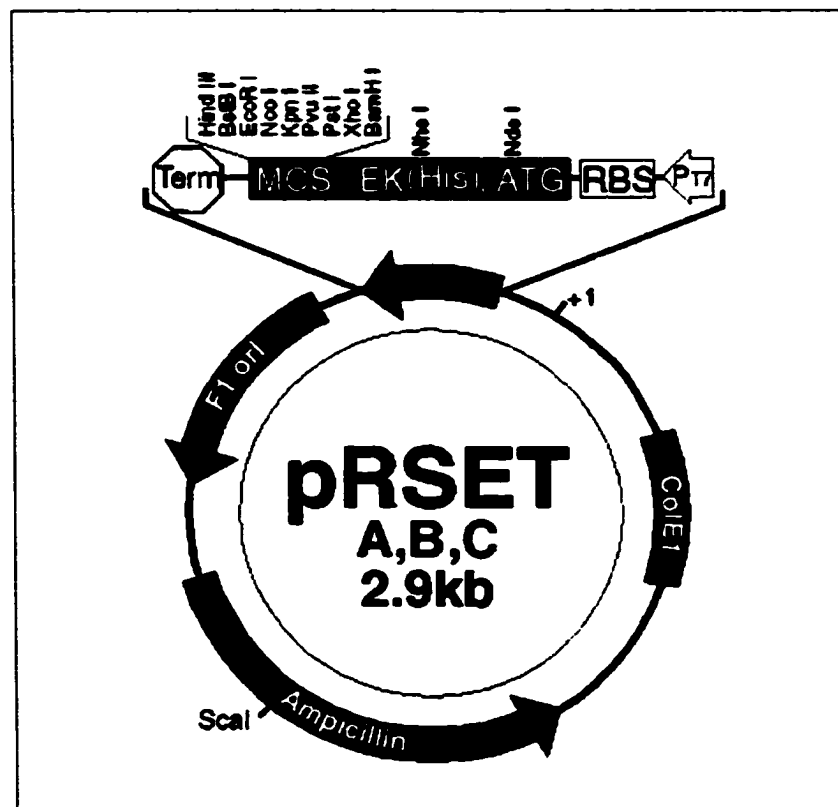 Hind III
BstB I
EcoR I
Nco I
Kpn I
Pvu II
Pst I
Xho I
BamH I
Nhe I
Nde I
Term
MCS EK (His) ATG
RBS
PT7
+1
F1 ori
ColE1
pRSET
A,B,C
2.9kb
ScaI
Ampicillin